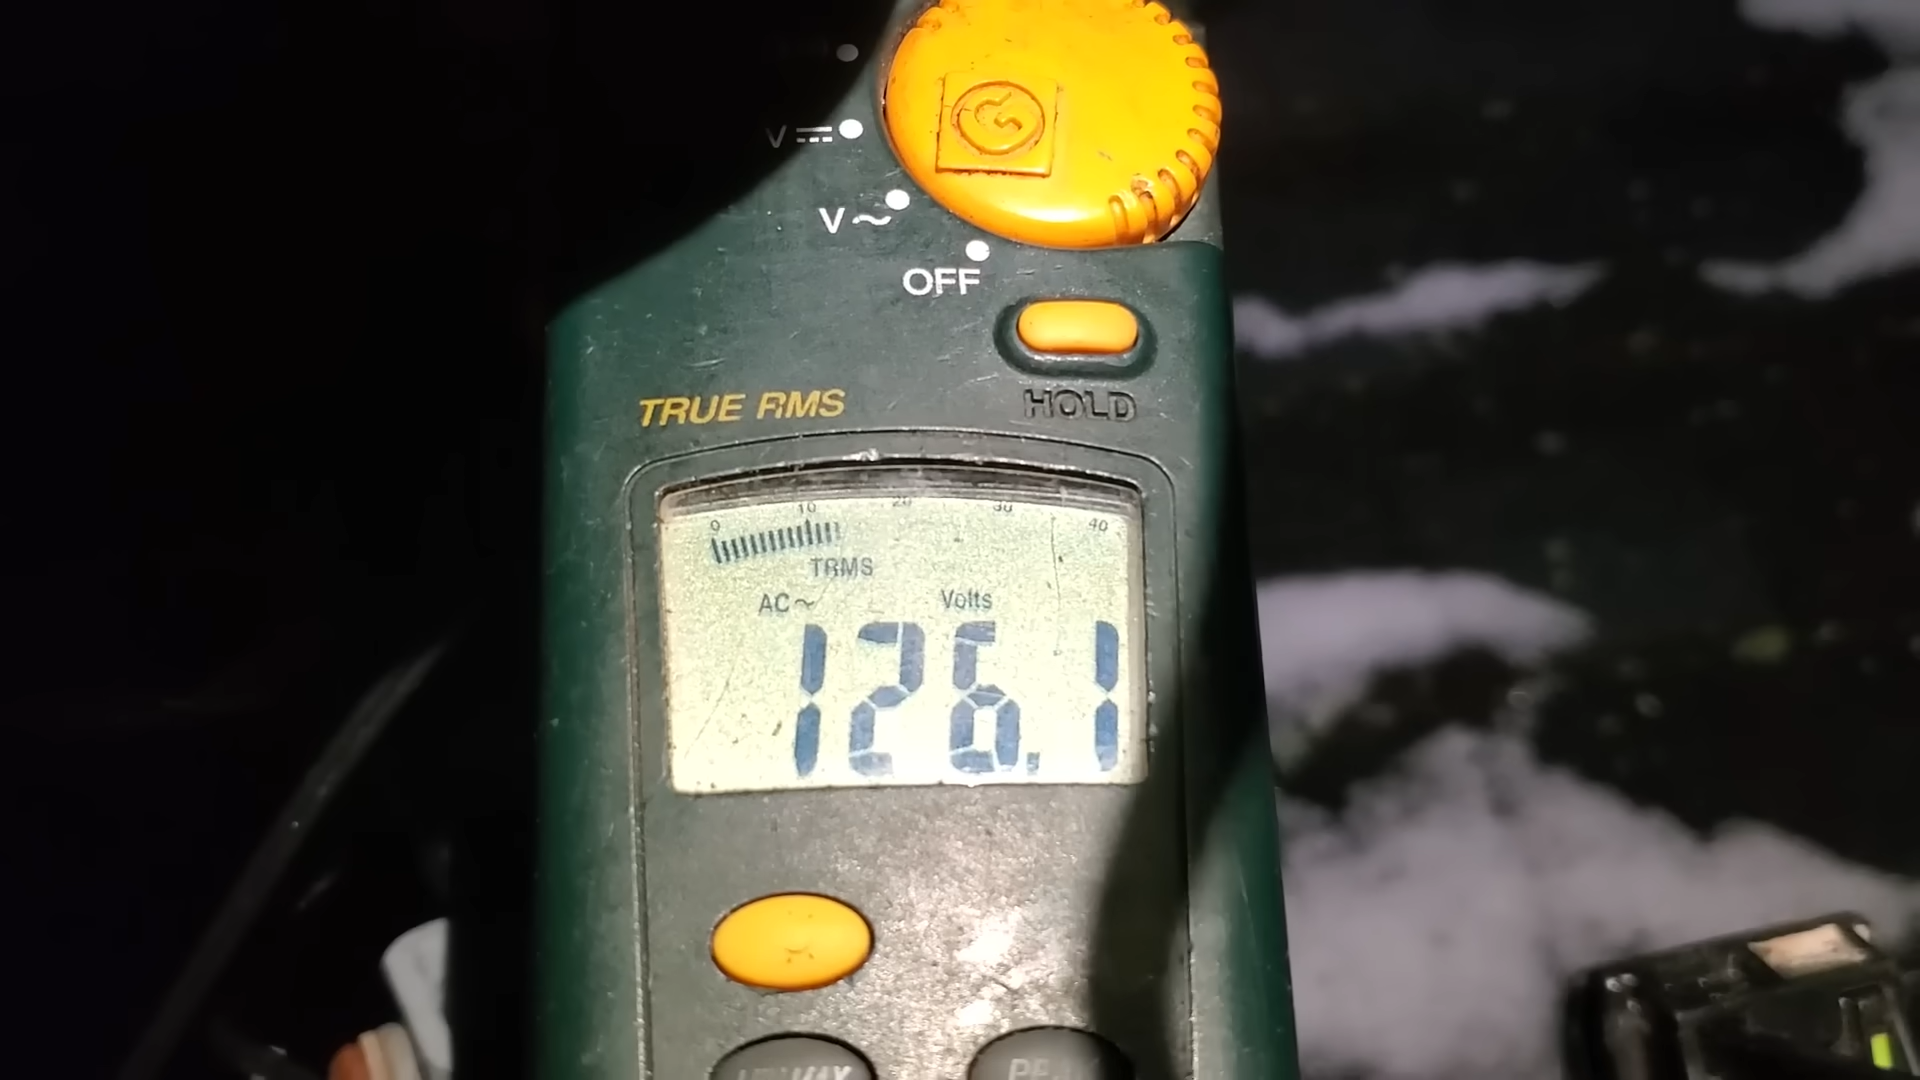 V
V~
OFF
HOLD
TRUE RMS
0 10 20 30 40
TRMS
AC~ Volts
126.1